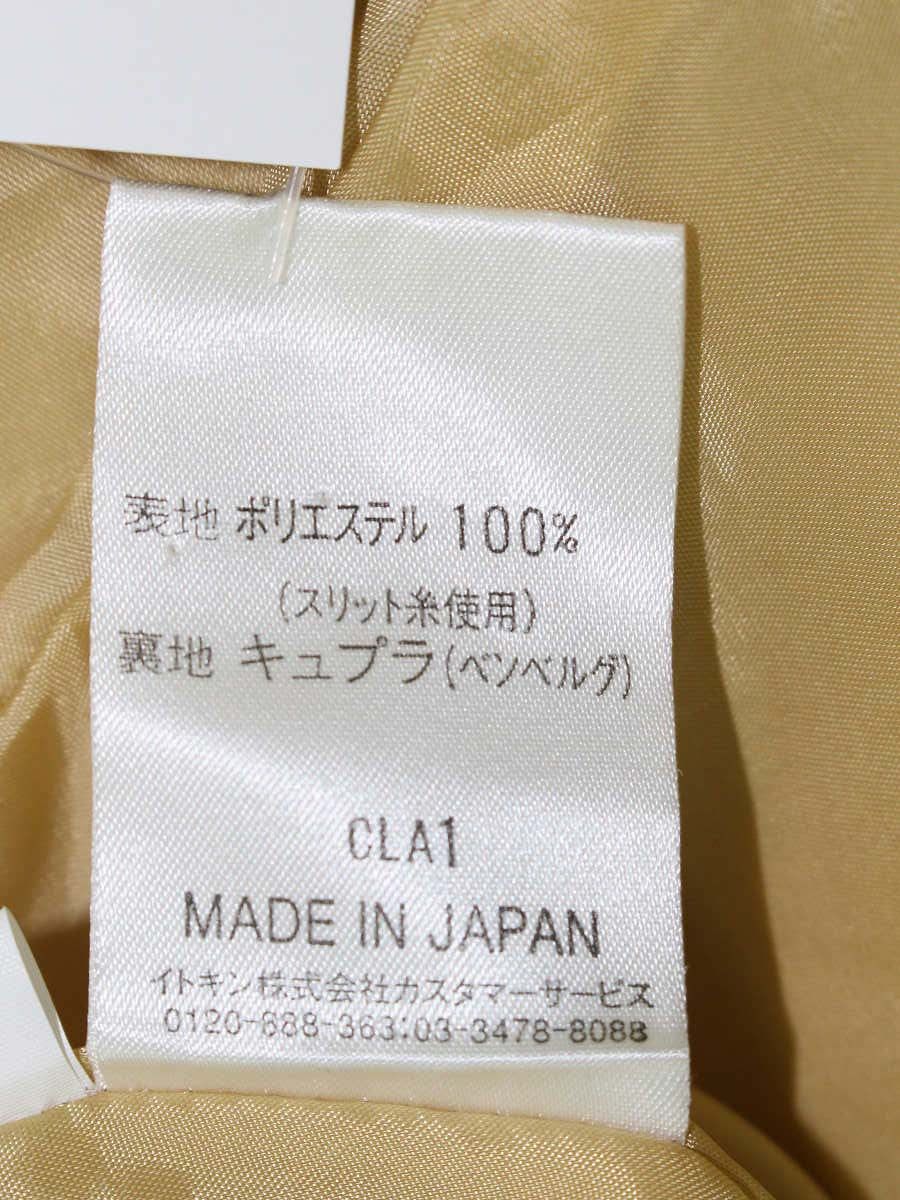 表地 ポリエステル 100%
(スリット糸使用)
裏地 キュプラ(ベンベルグ)
CLA1
MADE IN JAPAN
イトキン株式会社カスタマーサービス
0120-888-363:03-3478-8088